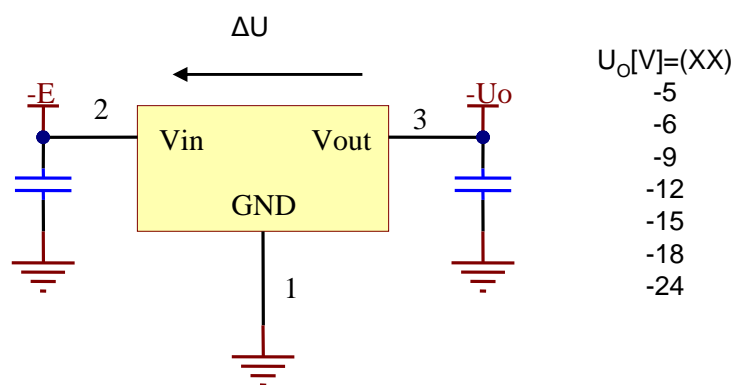 ΔU
-E
2
Vin
Vout
3
-Uo
GND
1
U_O[V]=(XX)
-5
-6
-9
-12
-15
-18
-24